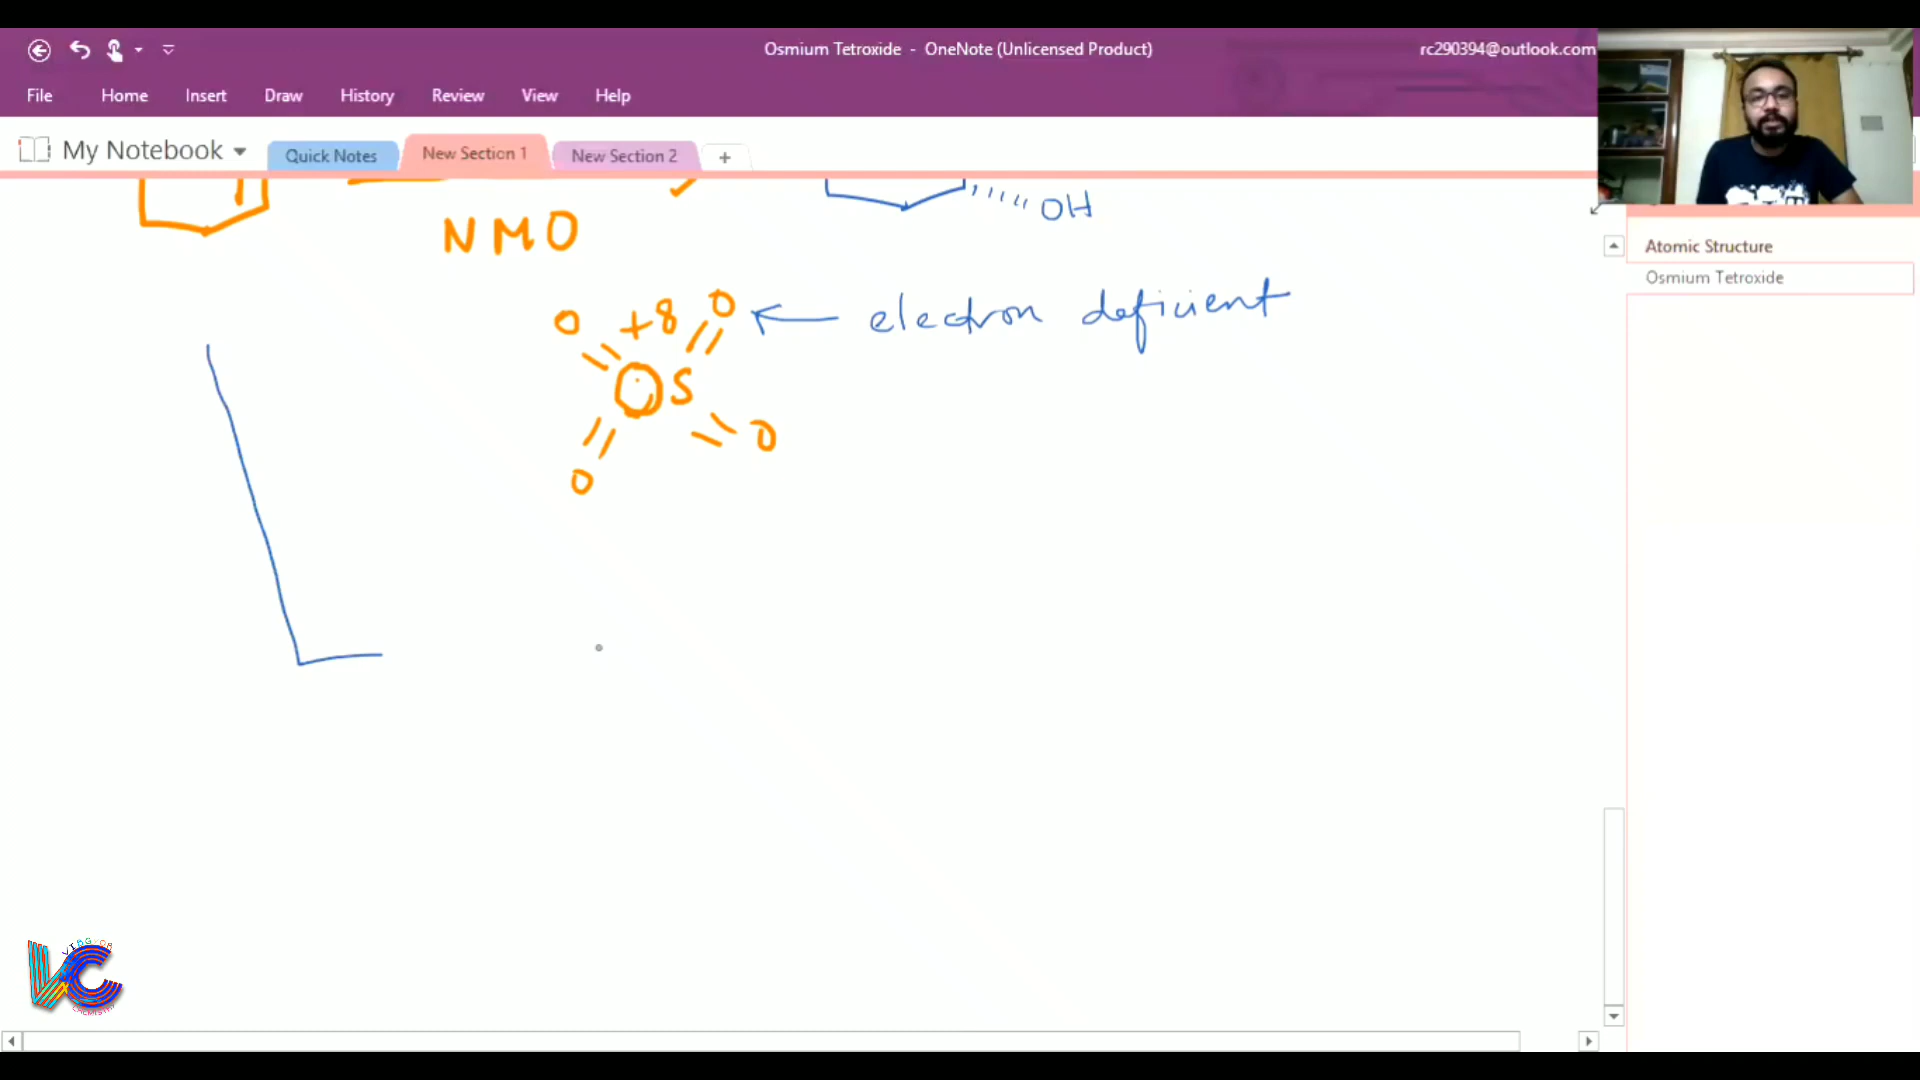 Osmium Tetroxide - OneNote (Unlicensed Product)
rc290394@outlook.com
File Home Insert Draw History Review View Help
My Notebook
Quick Notes
New Section 1
New Section 2
+
Atomic Structure
Osmium Tetroxide
OH
NMO
O +8 O ← electron deficient
Os
O
O
VC